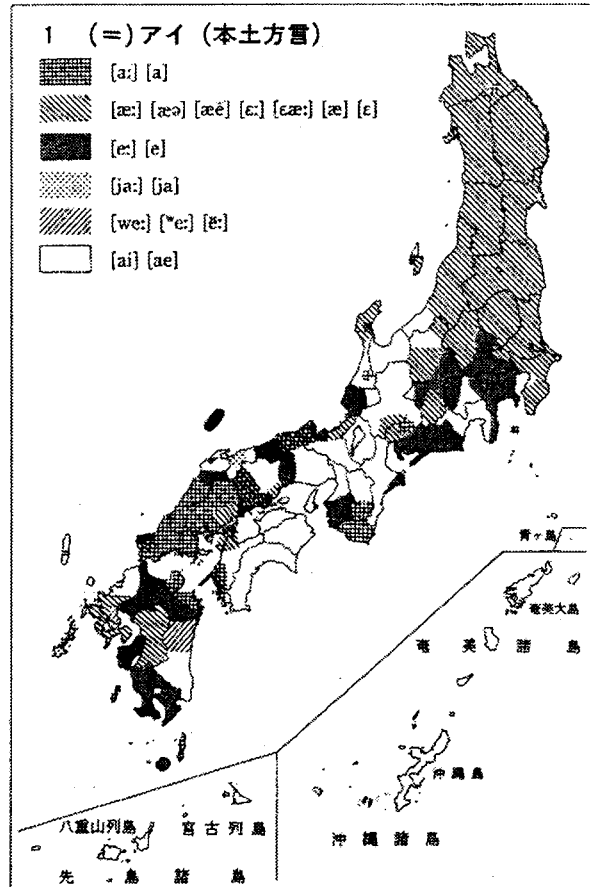 1 (=)アイ (本土方言)
[aː] [a]
[æː] [æə] [æė] [ɛː] [ɛæː] [æ] [ɛ]
[eː] [e]
[jaː] [ja]
[weː] [ʷeː] [ëː]
[ai] [ae]
青ヶ島
奄美大島
奄美諸島
沖縄島
沖縄諸島
八重山列島
宮古列島
先島諸島